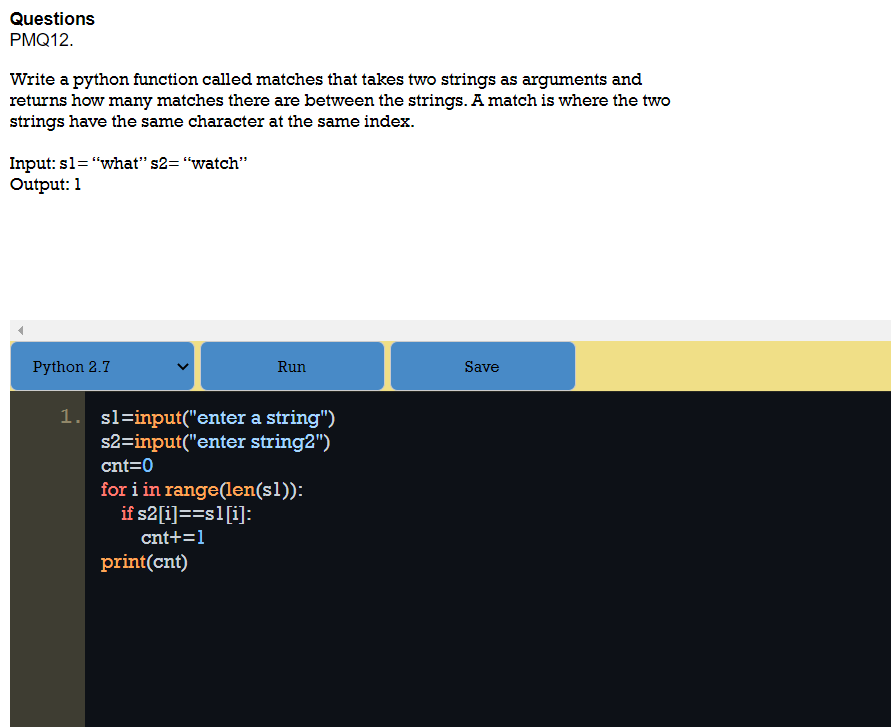 Questions
PMQ12.
Write a python function called matches that takes two strings as arguments and
returns how many matches there are between the strings. A match is where the two
strings have the same character at the same index.
Input: s1= “what” s2= “watch”
Output: 1
Python 2.7 Run Save
1. s1=input("enter a string")
s2=input("enter string2")
cnt=0
for i in range(len(s1)):
if s2[i]==s1[i]:
cnt+=1
print(cnt)